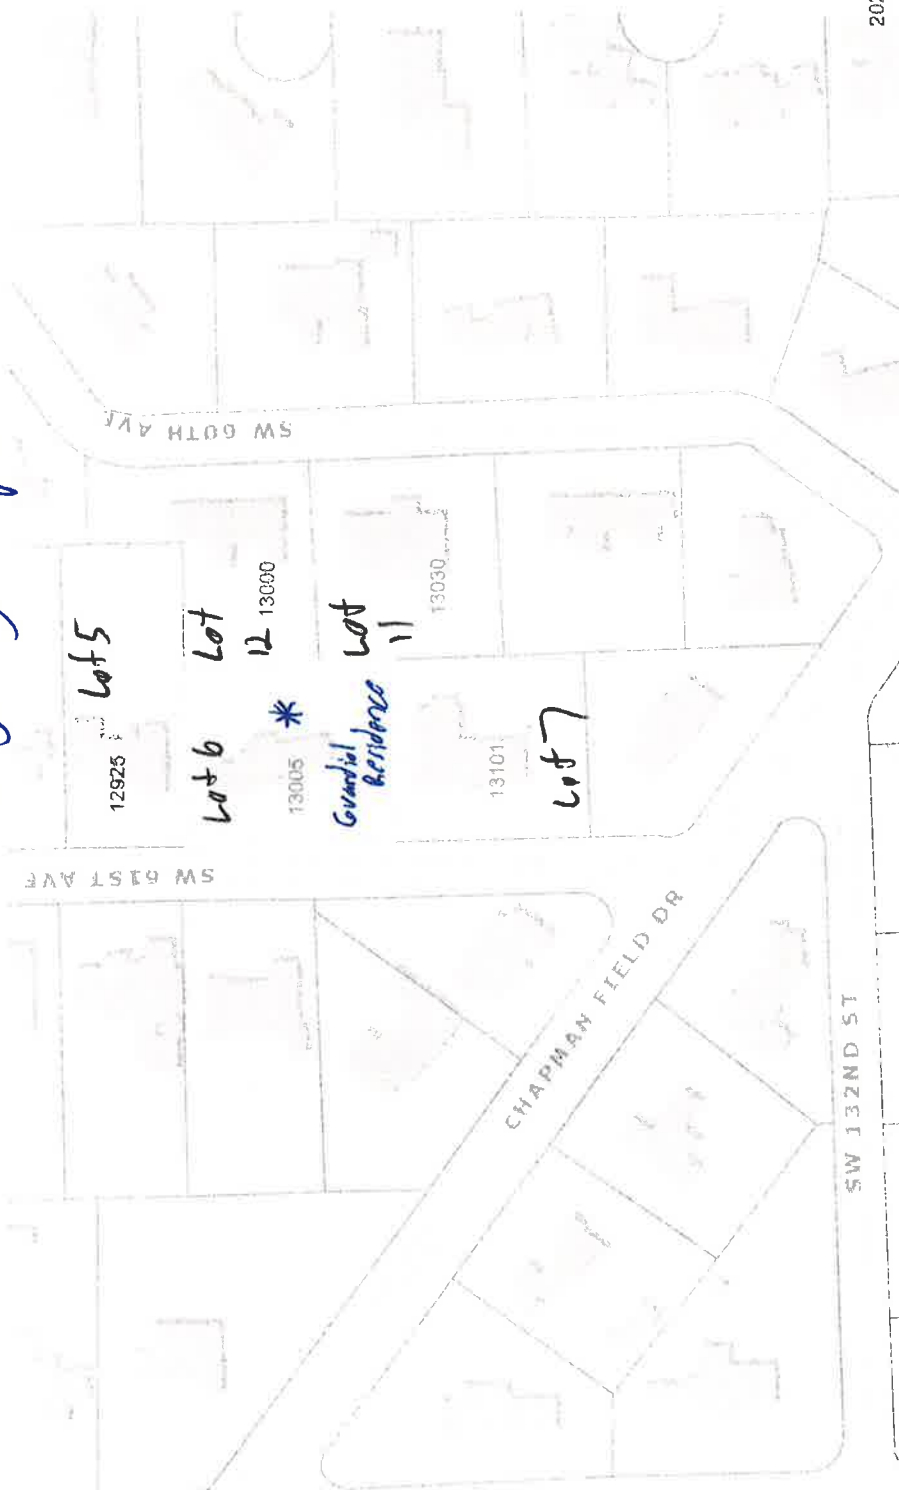 202
SW 60TH AVE
Lot 5
12925
Lot
12 13000
Lot 6
13005 *
Lot
11
13030
Guardial
Residence
13101
Lot 7
SW 61ST AVE
CHAPMAN FIELD DR
SW 132ND ST